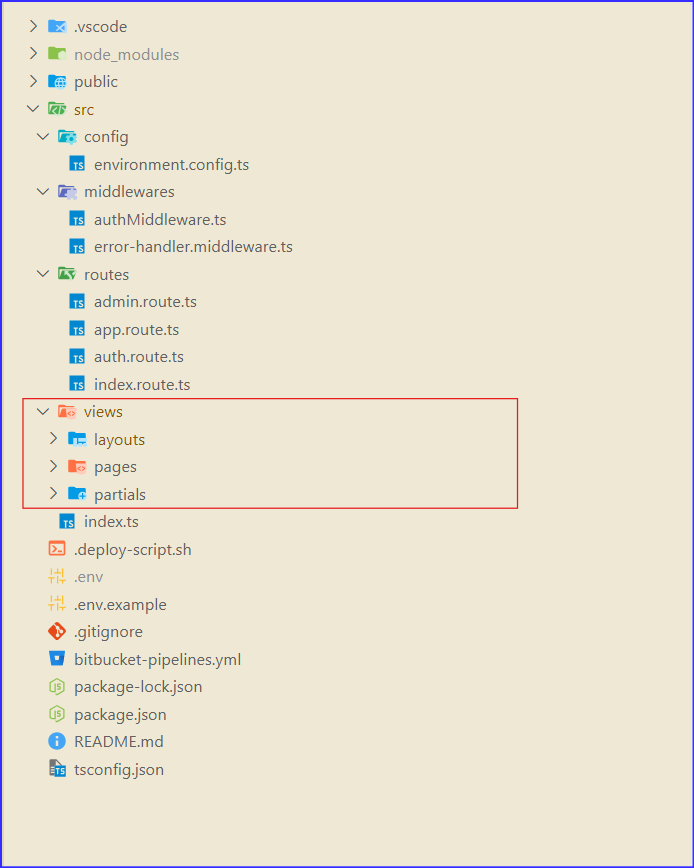 .vscode
node_modules
public
src
config
TS environment.config.ts
middlewares
TS authMiddleware.ts
TS error-handler.middleware.ts
routes
TS admin.route.ts
TS app.route.ts
TS auth.route.ts
TS index.route.ts
views
layouts
pages
partials
TS index.ts
.deploy-script.sh
.env
.env.example
.gitignore
bitbucket-pipelines.yml
JS package-lock.json
JS package.json
README.md
TS tsconfig.json